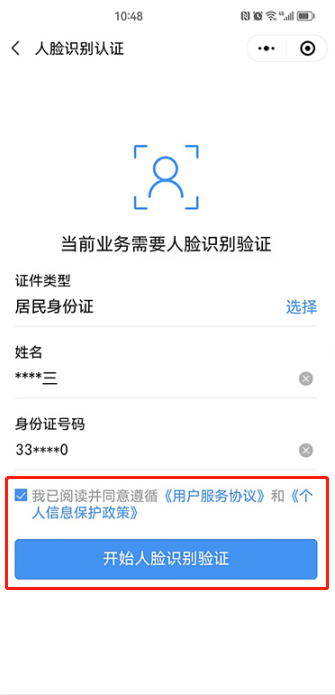 10:48
人脸识别认证
当前业务需要人脸识别验证
证件类型
居民身份证
选择
姓名
****三
身份证号码
33****0
我已阅读并同意遵循《用户服务协议》和《个
人信息保护政策》
开始人脸识别验证